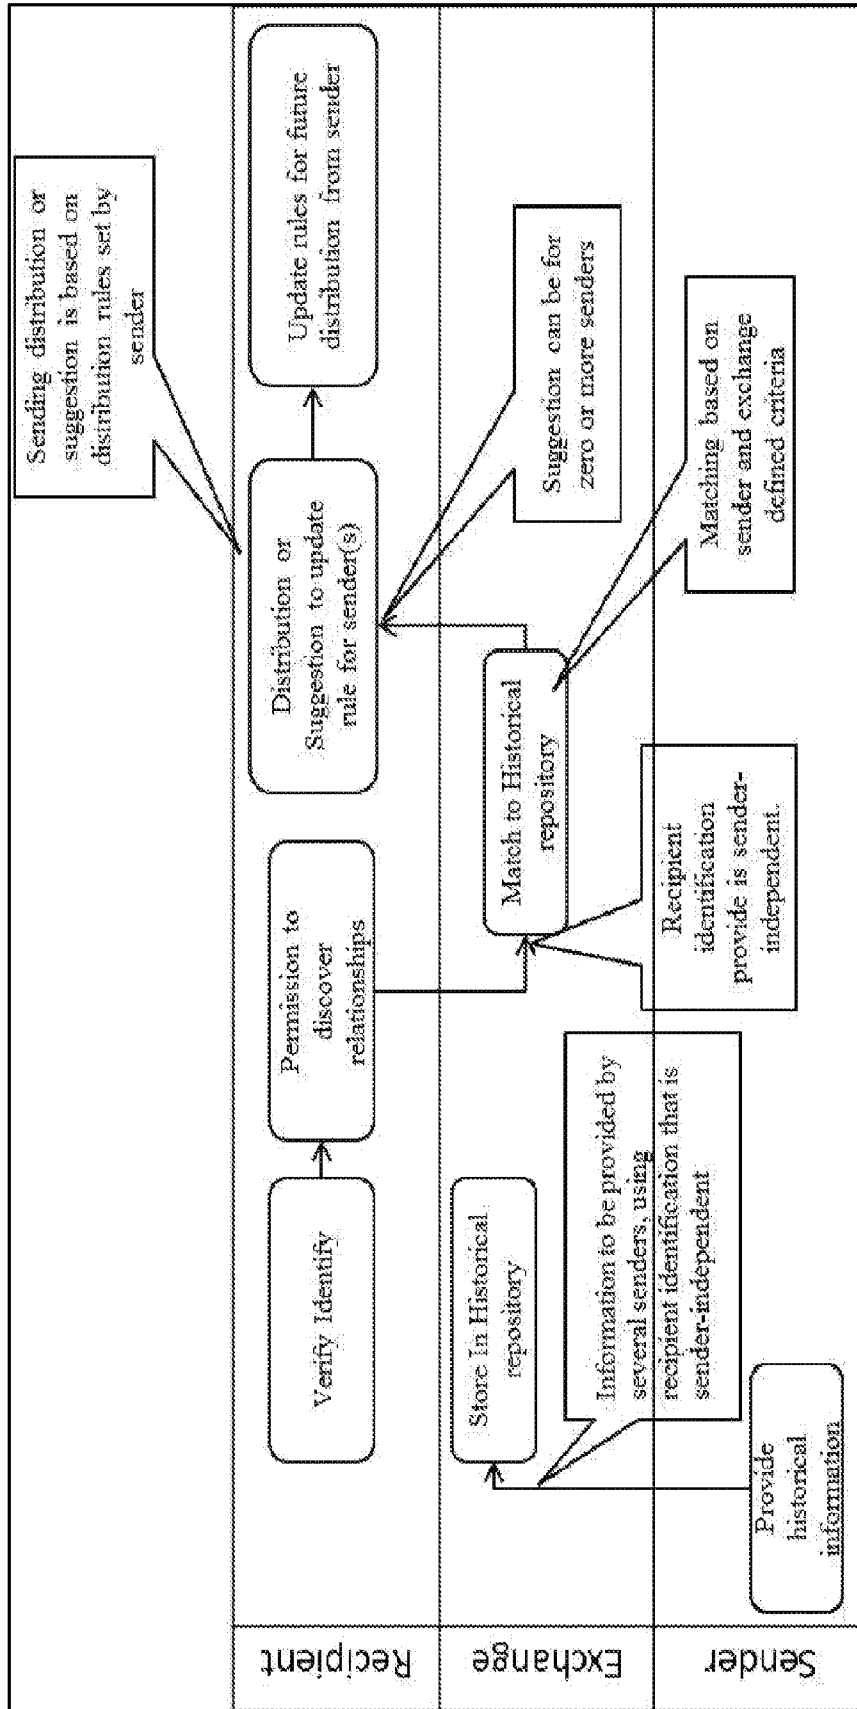 Sending distribution or
suggestion is based on
distribution rules set by
sender
Recipient
Verify Identify
Permission to
discover
relationships
Distribution or
Suggestion to update
rule for sender(s)
Update rules for future
distribution from sender
Exchange
Store In Historical
repository
Match to Historical
repository
Suggestion can be for
zero or more senders
Information to be provided by
several senders, using
recipient identification that is
sender-independent
Recipient
identification
provide is sender-
independent.
Matching based on
sender and exchange
defined criteria
Sender
Provide
historical
information